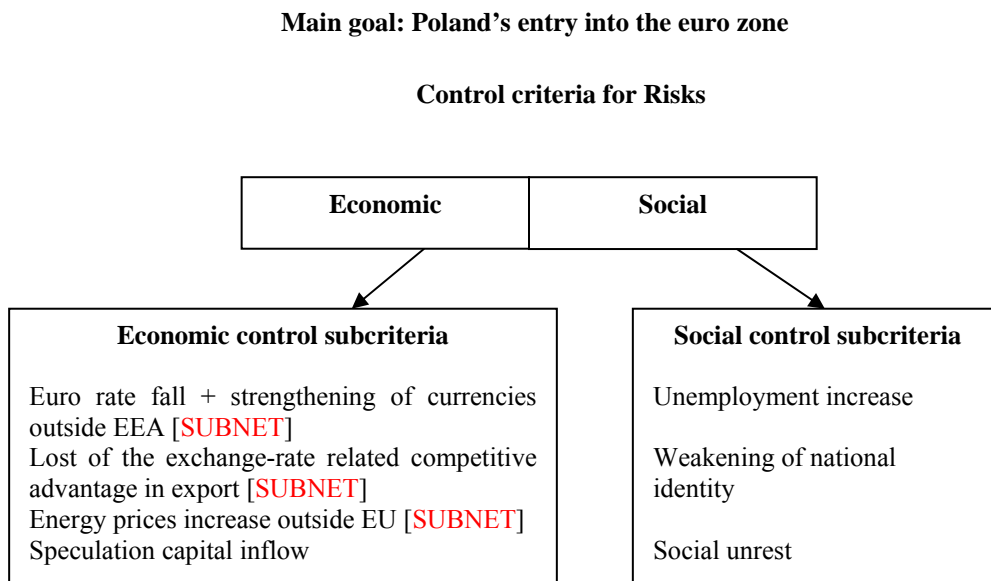 Main goal: Poland's entry into the euro zone
Control criteria for Risks
Economic
Social
Economic control subcriteria
Euro rate fall + strengthening of currencies
outside EEA [SUBNET]
Lost of the exchange-rate related competitive
advantage in export [SUBNET]
Energy prices increase outside EU [SUBNET]
Speculation capital inflow
Social control subcriteria
Unemployment increase
Weakening of national
identity
Social unrest